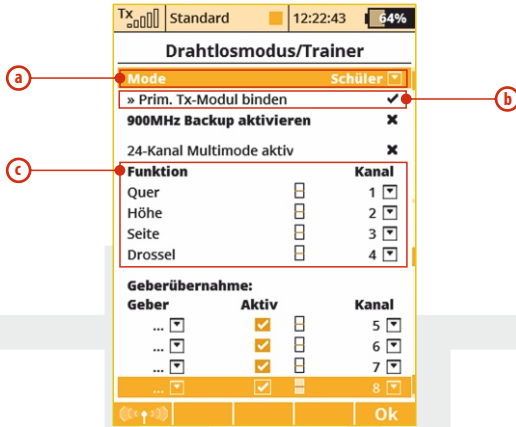 Tx Standard 12:22:43 64%
Drahtlosmodus/Trainer
a Mode Schüler
» Prim. Tx-Modul binden b
900MHz Backup aktivieren
24-Kanal Multimode aktiv
c Funktion Kanal
Quer 1
Höhe 2
Seite 3
Drossel 4
Geberübernahme:
Geber Aktiv Kanal
... 5
... 6
... 7
... 8
Ok